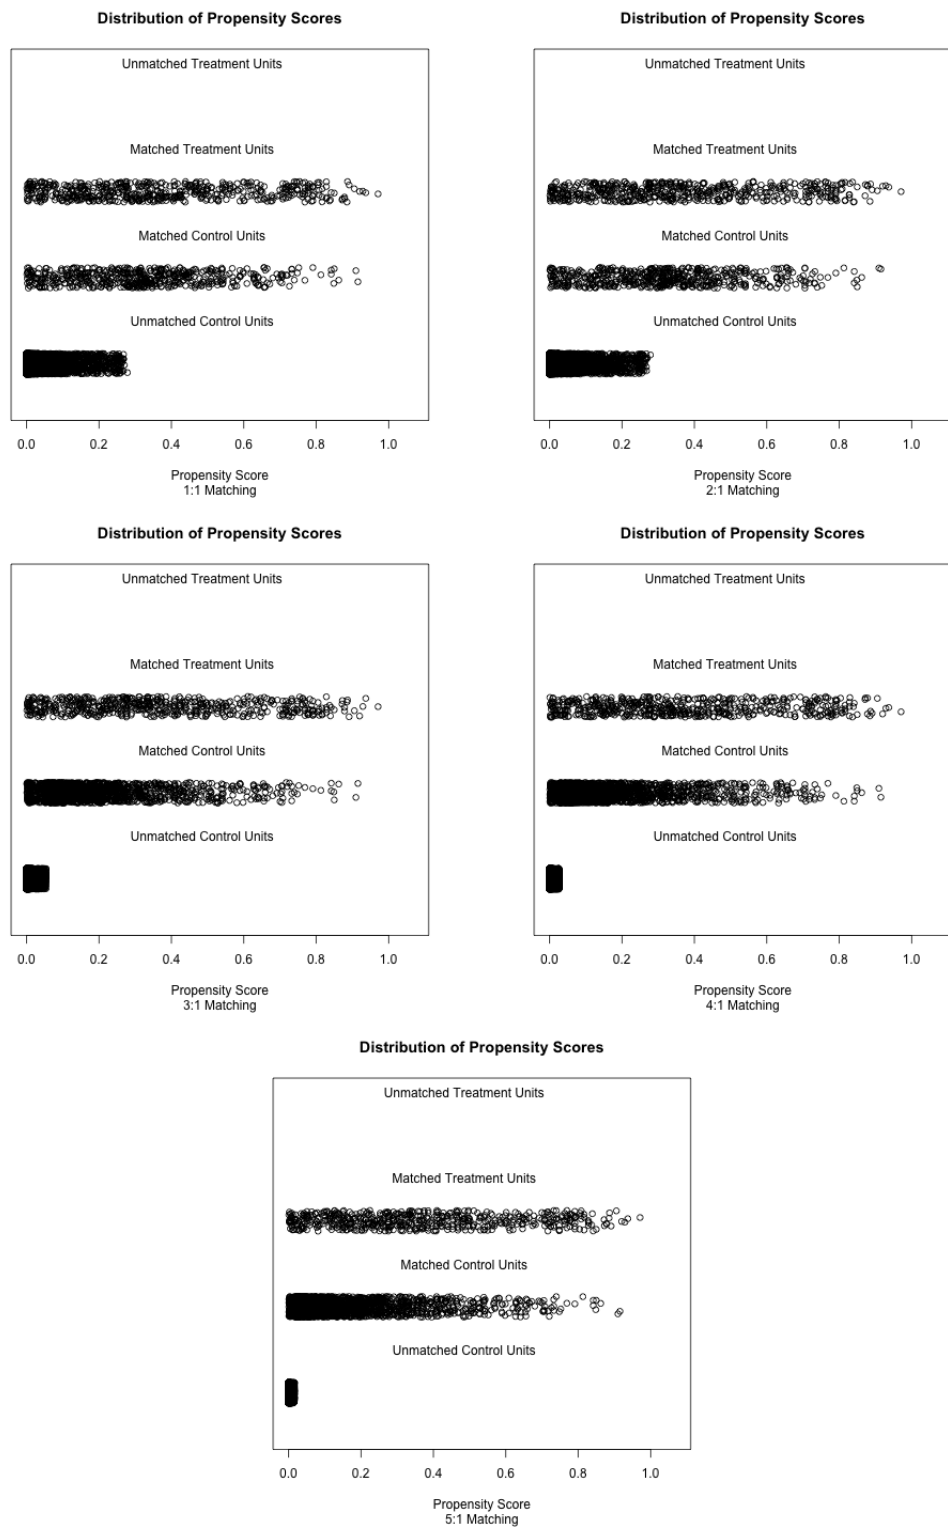 Distribution of Propensity Scores
Unmatched Treatment Units
Matched Treatment Units
Matched Control Units
Unmatched Control Units
0.0 0.2 0.4 0.6 0.8 1.0
Propensity Score
1:1 Matching
Distribution of Propensity Scores
Unmatched Treatment Units
Matched Treatment Units
Matched Control Units
Unmatched Control Units
0.0 0.2 0.4 0.6 0.8 1.0
Propensity Score
2:1 Matching
Distribution of Propensity Scores
Unmatched Treatment Units
Matched Treatment Units
Matched Control Units
Unmatched Control Units
0.0 0.2 0.4 0.6 0.8 1.0
Propensity Score
3:1 Matching
Distribution of Propensity Scores
Unmatched Treatment Units
Matched Treatment Units
Matched Control Units
Unmatched Control Units
0.0 0.2 0.4 0.6 0.8 1.0
Propensity Score
4:1 Matching
Distribution of Propensity Scores
Unmatched Treatment Units
Matched Treatment Units
Matched Control Units
Unmatched Control Units
0.0 0.2 0.4 0.6 0.8 1.0
Propensity Score
5:1 Matching